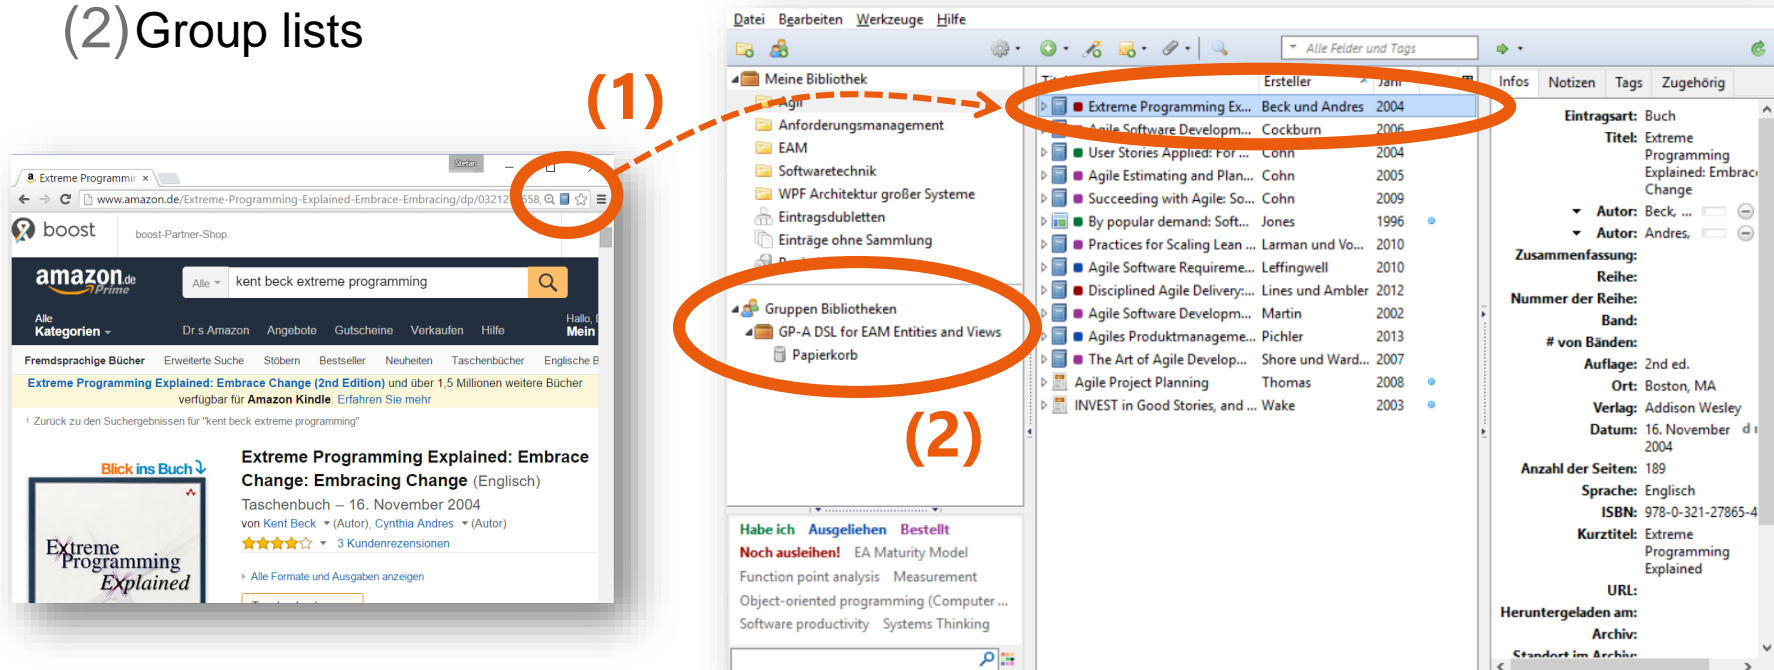 (2) Group lists
(1)
(2)
Stefan
Extreme Programmin
www.amazon.de/Extreme-Programming-Explained-Embrace-Embracing/dp/0321
658,
boost
boost-Partner-Shop.
amazon.de
Prime
Alle
kent beck extreme programming
Alle
Kategorien
Dr.s Amazon Angebote Gutscheine Verkaufen Hilfe
Hallo,
Mein
Fremdsprachige Bücher Erweiterte Suche Stöbern Bestseller Neuheiten Taschenbücher Englische B
Extreme Programming Explained: Embrace Change (2nd Edition) und über 1,5 Millionen weitere Bücher
verfügbar für Amazon Kindle. Erfahren Sie mehr
‹ Zurück zu den Suchergebnissen für "kent beck extreme programming"
Blick ins Buch
Extreme
Programming
Explained
Extreme Programming Explained: Embrace
Change: Embracing Change (Englisch)
Taschenbuch – 16. November 2004
von Kent Beck (Autor), Cynthia Andres (Autor)
3 Kundenrezensionen
Alle Formate und Ausgaben anzeigen
Datei Bearbeiten Werkzeuge Hilfe
Alle Felder und Tags
Meine Bibliothek
Agil
Anforderungsmanagement
EAM
Softwaretechnik
WPF Architektur großer Systeme
Eintragsdubletten
Einträge ohne Sammlung
Gruppen Bibliotheken
GP-A DSL for EAM Entities and Views
Papierkorb
Habe ich Ausgeliehen Bestellt
Noch ausleihen! EA Maturity Model
Function point analysis Measurement
Object-oriented programming (Computer ...
Software productivity Systems Thinking
Ersteller Jahr
Extreme Programming Ex... Beck und Andres 2004
Agile Software Developm... Cockburn 2006
User Stories Applied: For ... Cohn 2004
Agile Estimating and Plan... Cohn 2005
Succeeding with Agile: So... Cohn 2009
By popular demand: Soft... Jones 1996
Practices for Scaling Lean ... Larman und Vo... 2010
Agile Software Requireme... Leffingwell 2010
Disciplined Agile Delivery:... Lines und Ambler 2012
Agile Software Developm... Martin 2002
Agiles Produktmanageme... Pichler 2013
The Art of Agile Develop... Shore und Ward... 2007
Agile Project Planning Thomas 2008
INVEST in Good Stories, and ... Wake 2003
Infos Notizen Tags Zugehörig
Eintragsart: Buch
Titel: Extreme
Programming
Explained: Embrac
Change
Autor: Beck, ...
Autor: Andres,
Zusammenfassung:
Reihe:
Nummer der Reihe:
Band:
# von Bänden:
Auflage: 2nd ed.
Ort: Boston, MA
Verlag: Addison Wesley
Datum: 16. November d
2004
Anzahl der Seiten: 189
Sprache: Englisch
ISBN: 978-0-321-27865-4
Kurztitel: Extreme
Programming
Explained
URL:
Heruntergeladen am:
Archiv:
Standort im Archiv: